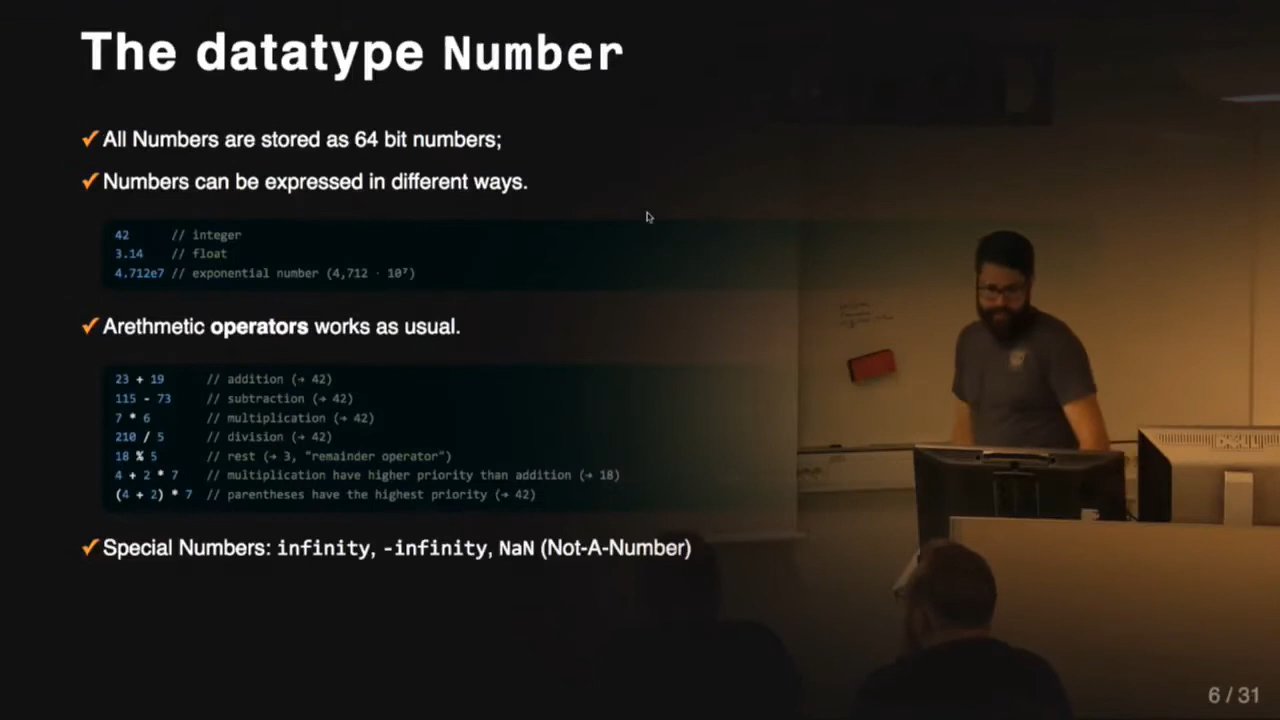 The datatype Number
✔All Numbers are stored as 64 bit numbers;
✔Numbers can be expressed in different ways.
42 // integer
3.14 // float
4.712e7 // exponential number (4,712 · 10⁷)
✔Arethmetic operators works as usual.
23 + 19 // addition (→ 42)
115 - 73 // subtraction (→ 42)
7 * 6 // multiplication (→ 42)
210 / 5 // division (→ 42)
18 % 5 // rest (→ 3, "remainder operator")
4 + 2 * 7 // multiplication have higher priority than addition (→ 18)
(4 + 2) * 7 // parentheses have the highest priority (→ 42)
✔Special Numbers: infinity, -infinity, NaN (Not-A-Number)
DELL
6 / 31